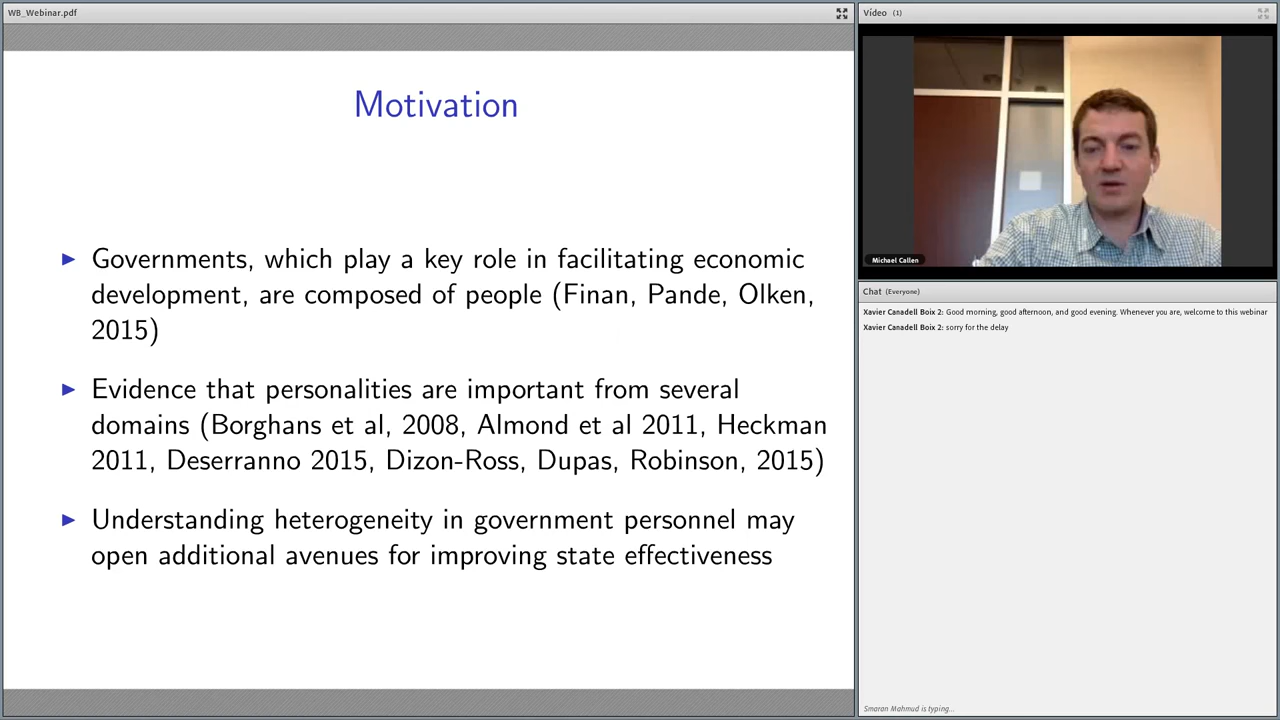 WB_Webinar.pdf
Motivation
► Governments, which play a key role in facilitating economic
development, are composed of people (Finan, Pande, Olken,
2015)
► Evidence that personalities are important from several
domains (Borghans et al, 2008, Almond et al 2011, Heckman
2011, Deserranno 2015, Dizon-Ross, Dupas, Robinson, 2015)
► Understanding heterogeneity in government personnel may
open additional avenues for improving state effectiveness
Vídeo (1)
Michael Callen
Chat (Everyone)
Xavier Canadell Boix 2: Good morning, good afternoon, and good evening. Whenever you are, welcome to this webinar
Xavier Canadell Boix 2: sorry for the delay
Smaran Mahmud is typing...